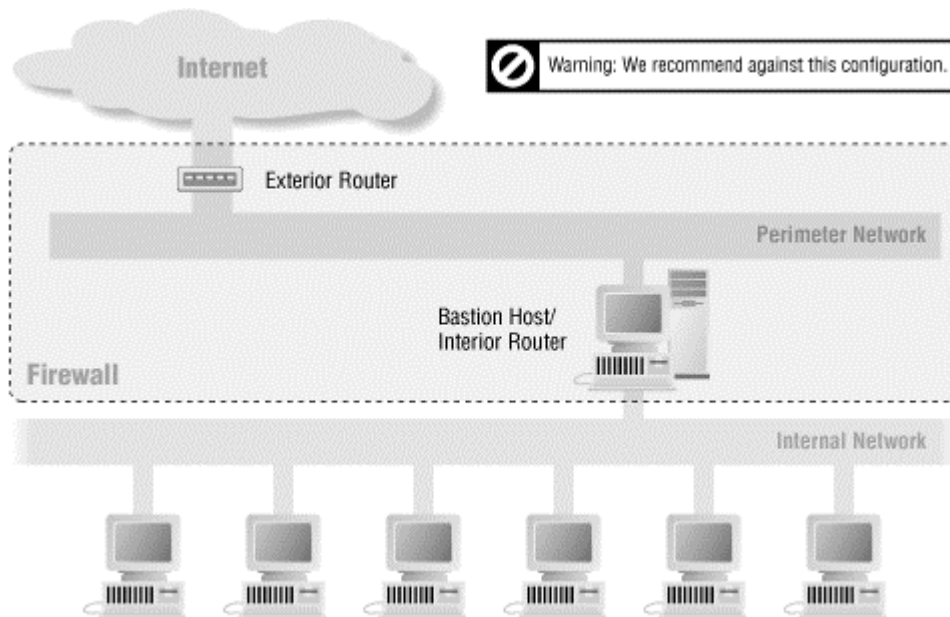 Internet
Warning: We recommend against this configuration.
Exterior Router
Perimeter Network
Bastion Host/
Interior Router
Firewall
Internal Network